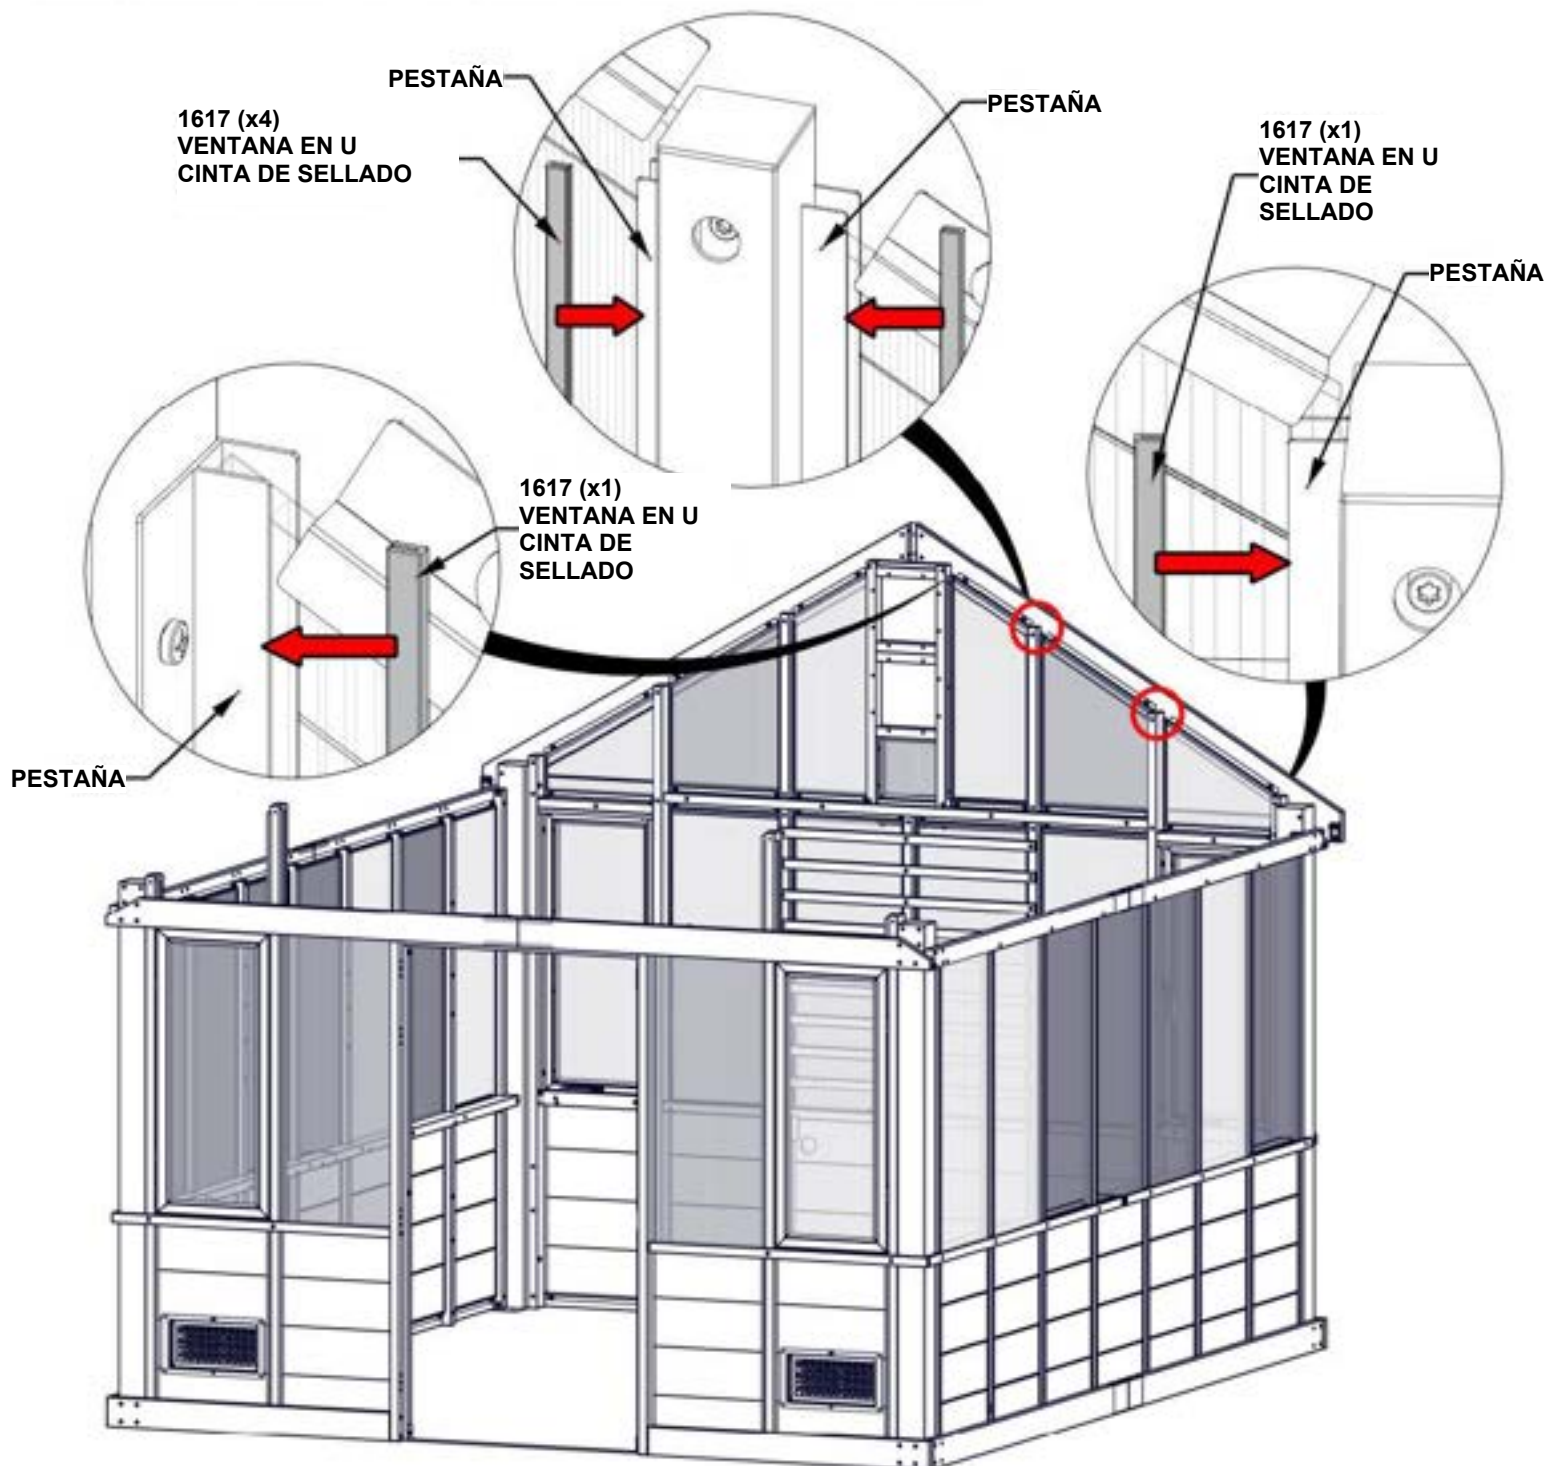 PESTAÑA
1617 (x4)
VENTANA EN U
CINTA DE SELLADO
PESTAÑA
1617 (x1)
VENTANA EN U
CINTA DE
SELLADO
PESTAÑA
1617 (x1)
VENTANA EN U
CINTA DE
SELLADO
PESTAÑA